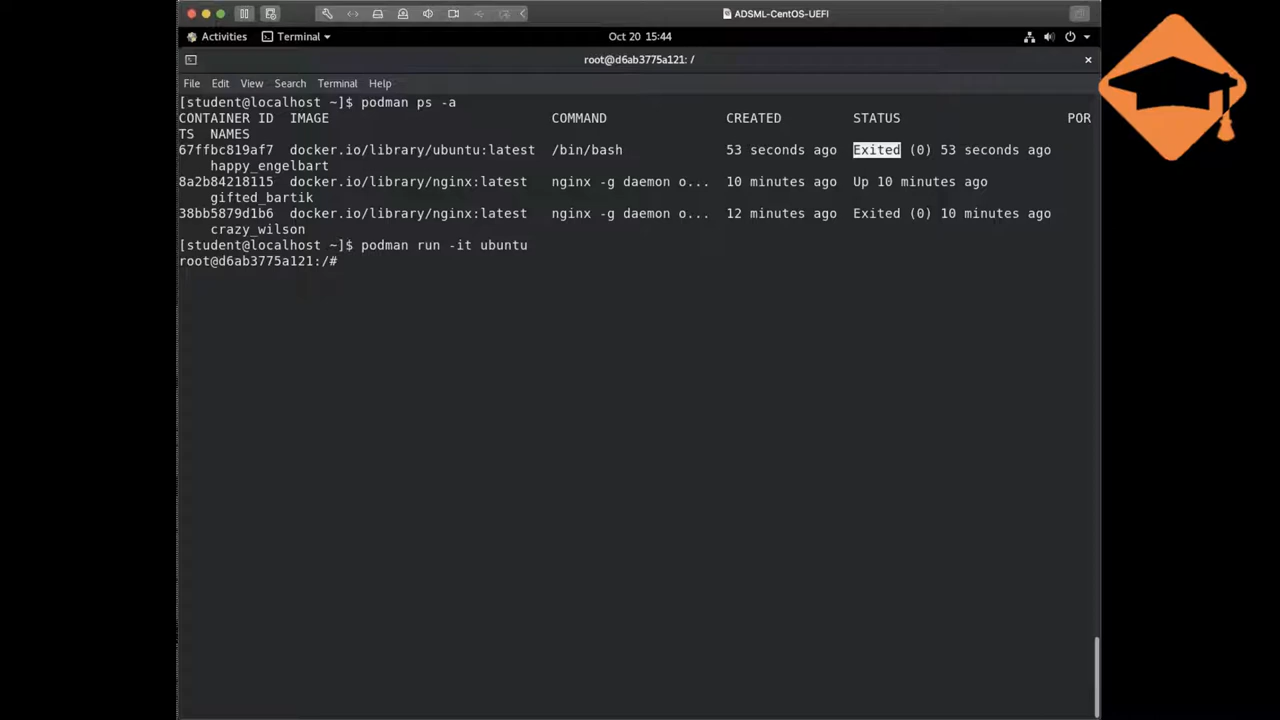 ADSML-CentOS-UEFI
Activities Terminal Oct 20 15:44
root@d6ab3775a121: /
File Edit View Search Terminal Help
[student@localhost ~]$ podman ps -a
CONTAINER ID  IMAGE                            COMMAND               CREATED         STATUS                     POR
TS  NAMES
67ffbc819af7  docker.io/library/ubuntu:latest  /bin/bash             53 seconds ago  Exited (0) 53 seconds ago
    happy_engelbart
8a2b84218115  docker.io/library/nginx:latest   nginx -g daemon o...  10 minutes ago  Up 10 minutes ago
    gifted_bartik
38bb5879d1b6  docker.io/library/nginx:latest   nginx -g daemon o...  12 minutes ago  Exited (0) 10 minutes ago
    crazy_wilson
[student@localhost ~]$ podman run -it ubuntu
root@d6ab3775a121:/#